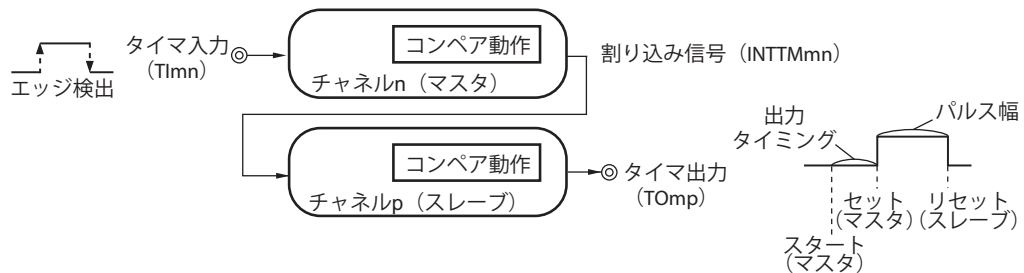 エッジ検出
タイマ入力
(TImn)
コンペア動作
チャネルn（マスタ）
割り込み信号（INTTMmn）
コンペア動作
チャネルp（スレーブ）
タイマ出力
(TOmp)
出力
タイミング
パルス幅
セット
（マスタ）
リセット
（スレーブ）
スタート
（マスタ）